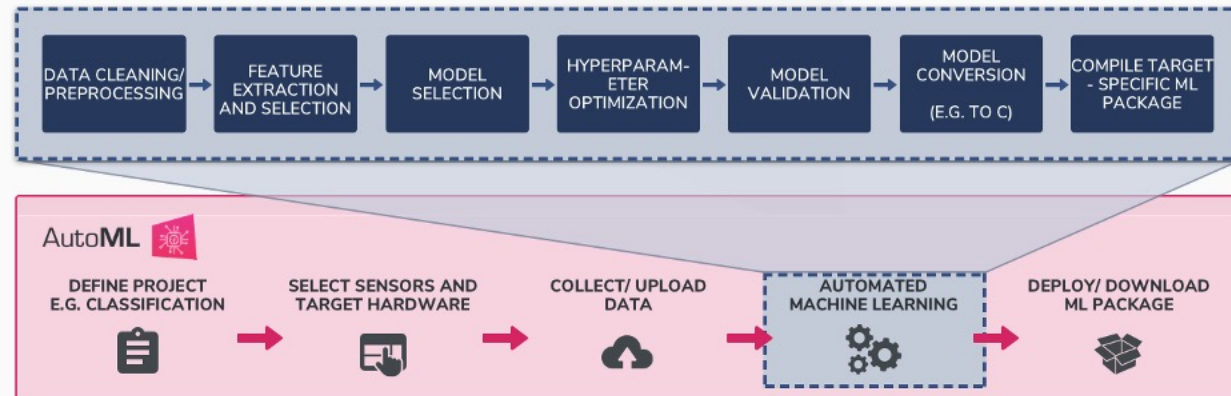 DATA CLEANING/
PREPROCESSING
FEATURE
EXTRACTION
AND SELECTION
MODEL
SELECTION
HYPERPARAM-
ETER
OPTIMIZATION
MODEL
VALIDATION
MODEL
CONVERSION
(E.G. TO C)
COMPILE TARGET
- SPECIFIC ML
PACKAGE
AutoML
DEFINE PROJECT
E.G. CLASSIFICATION
SELECT SENSORS AND
TARGET HARDWARE
COLLECT/ UPLOAD
DATA
AUTOMATED
MACHINE LEARNING
DEPLOY/ DOWNLOAD
ML PACKAGE